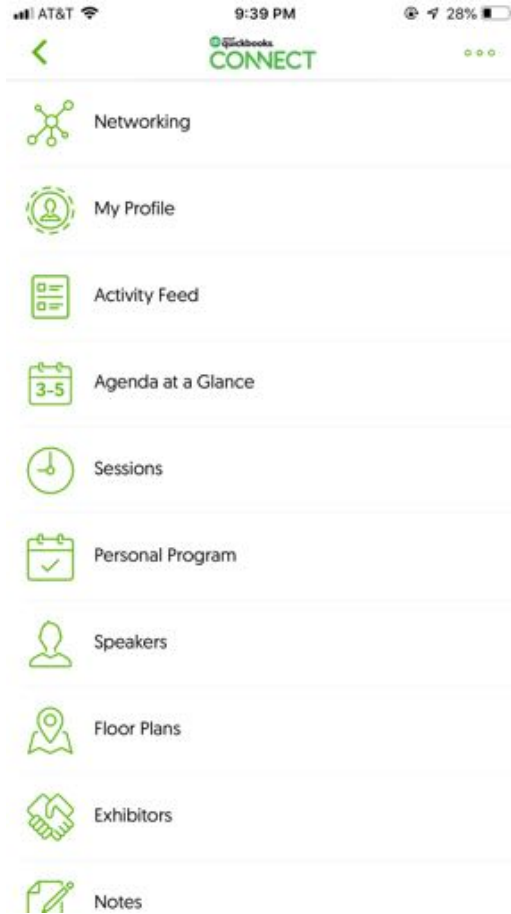 AT&T 9:39 PM 28%
quickbooks.
CONNECT
Networking
My Profile
Activity Feed
3-5 Agenda at a Glance
Sessions
Personal Program
Speakers
Floor Plans
Exhibitors
Notes